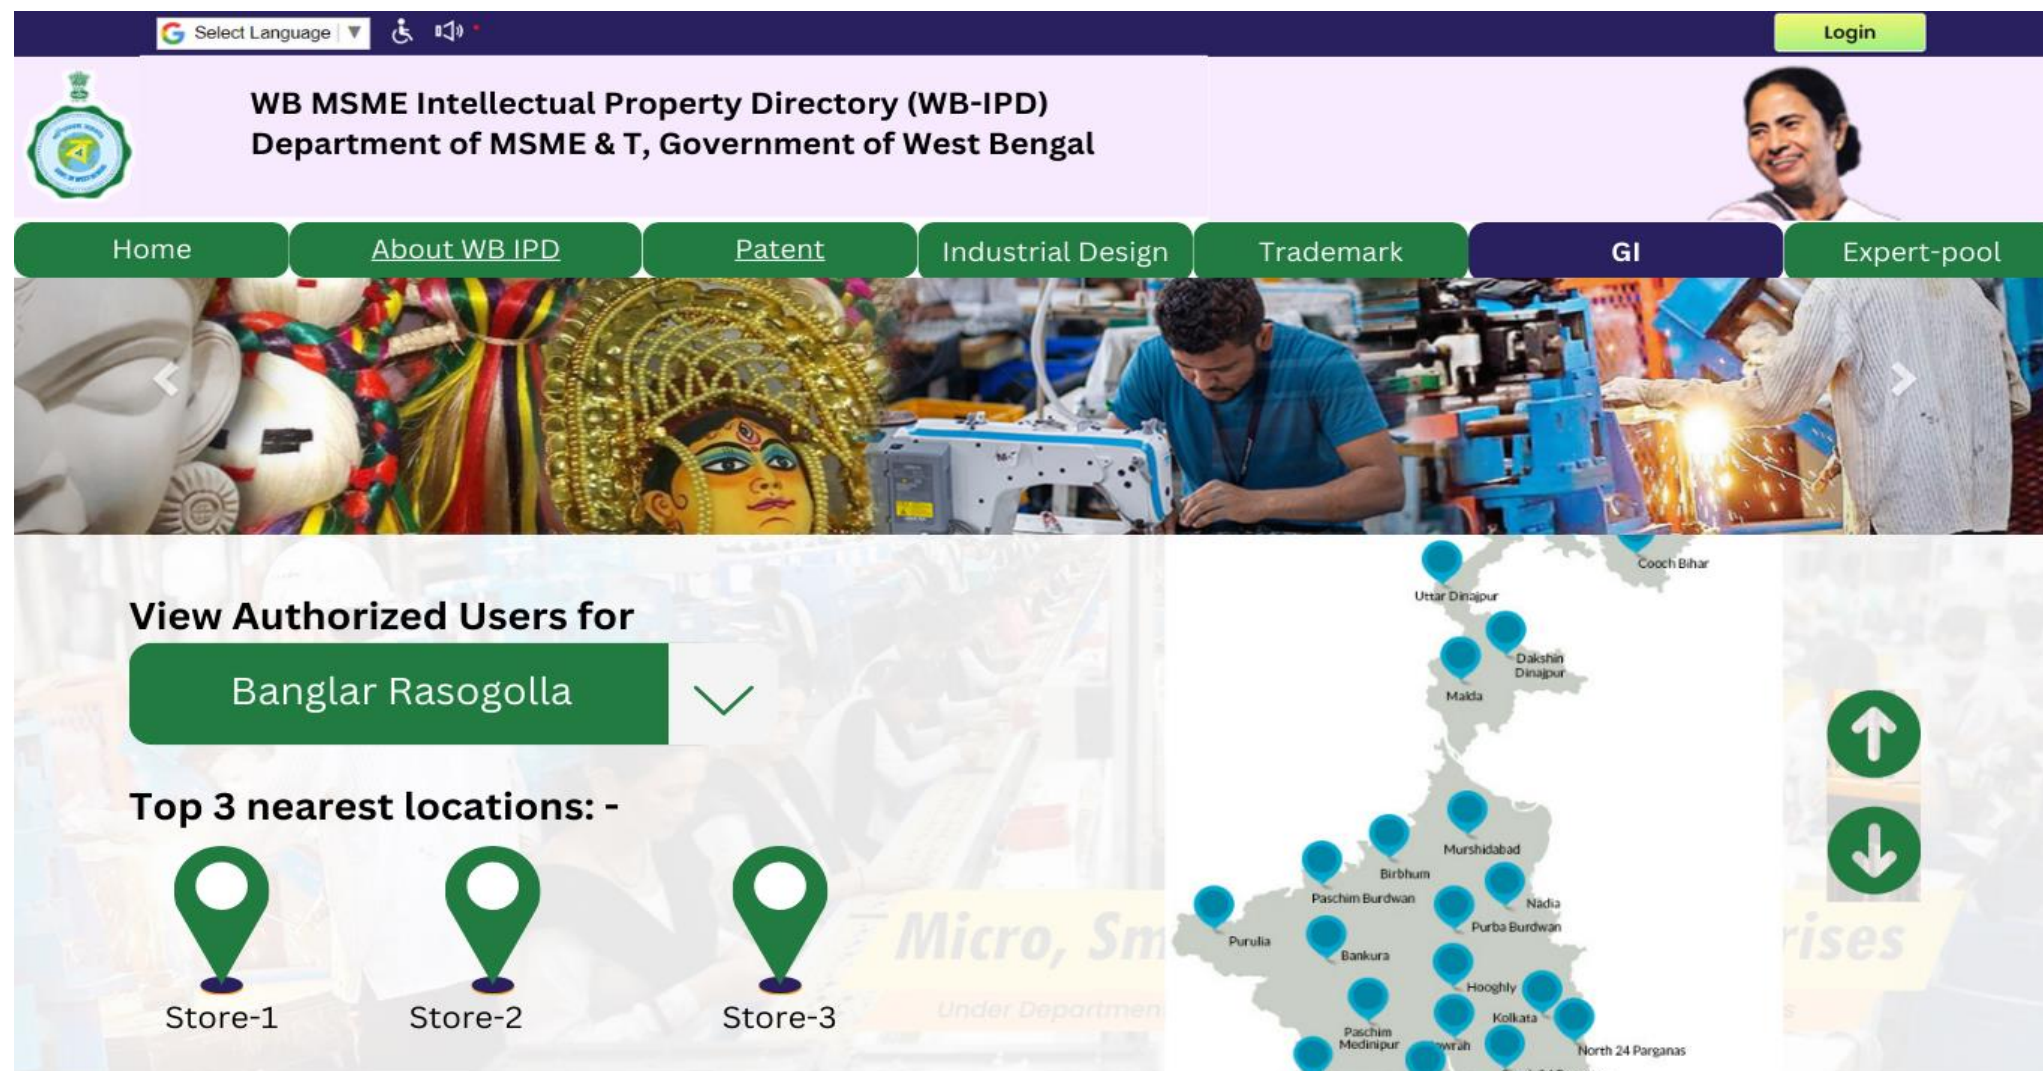 Select Language ▼
Login
WB MSME Intellectual Property Directory (WB-IPD)
Department of MSME & T, Government of West Bengal
Home
About WB IPD
Patent
Industrial Design
Trademark
GI
Expert-pool
View Authorized Users for
Banglar Rasogolla
Top 3 nearest locations: -
Store-1
Store-2
Store-3
Cooch Bihar
Uttar Dinajpur
Dakshin
Dinajpur
Malda
Murshidabad
Birbhum
Paschim Burdwan
Nadia
Purba Burdwan
Purulia
Bankura
Hooghly
Kolkata
Paschim
Medinipur
North 24 Parganas
Micro, Sm
rises
Under Departmen